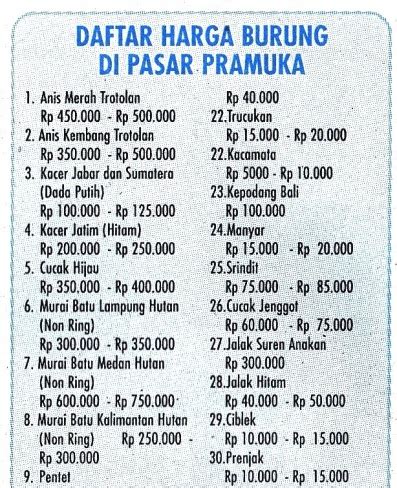 DAFTAR HARGA BURUNG
DI PASAR PRAMUKA
1. Anis Merah Trotolan
Rp 450.000 - Rp 500.000
2. Anis Kembang Trotolan
Rp 350.000 - Rp 500.000
3. Kacer Jabar dan Sumatera
(Dada Putih)
Rp 100.000 - Rp 125.000
4. Kacer Jatim (Hitam)
Rp 200.000 - Rp 250.000
5. Cucak Hijau
Rp 350.000 - Rp 400.000
6. Murai Batu Lampung Hutan
(Non Ring)
Rp 300.000 - Rp 350.000
7. Murai Batu Medan Hutan
(Non Ring)
Rp 600.000 - Rp 750.000
8. Murai Batu Kalimantan Hutan
(Non Ring) Rp 250.000 -
Rp 300.000
9. Pentet
Rp 40.000
22.Trucukan
Rp 15.000 - Rp 20.000
22.Kacamata
Rp 5000 - Rp 10.000
23.Kepodang Bali
Rp 100.000
24.Manyar
Rp 15.000 - Rp 20.000
25.Srindit
Rp 75.000 - Rp 85.000
26.Cucak Jenggot
Rp 60.000 - Rp 75.000
27.Jalak Suren Anakan
Rp 300.000
28.Jalak Hitam
Rp 40.000 - Rp 50.000
29.Ciblek
Rp 10.000 - Rp 15.000
30.Prenjak
Rp 10.000 - Rp 15.000